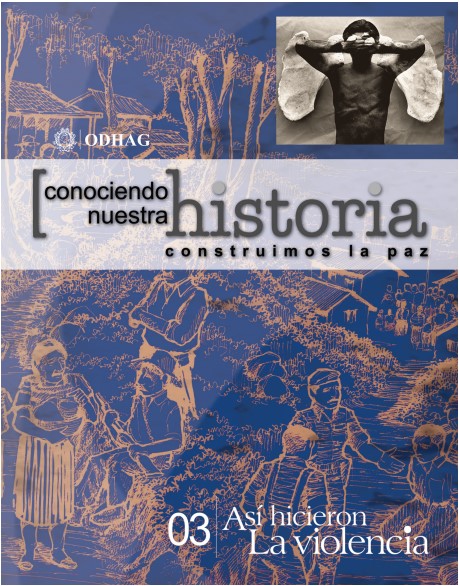 ODHAG
[conociendo
nuestra historia
construimos la paz
03 Así hicieron
La violencia